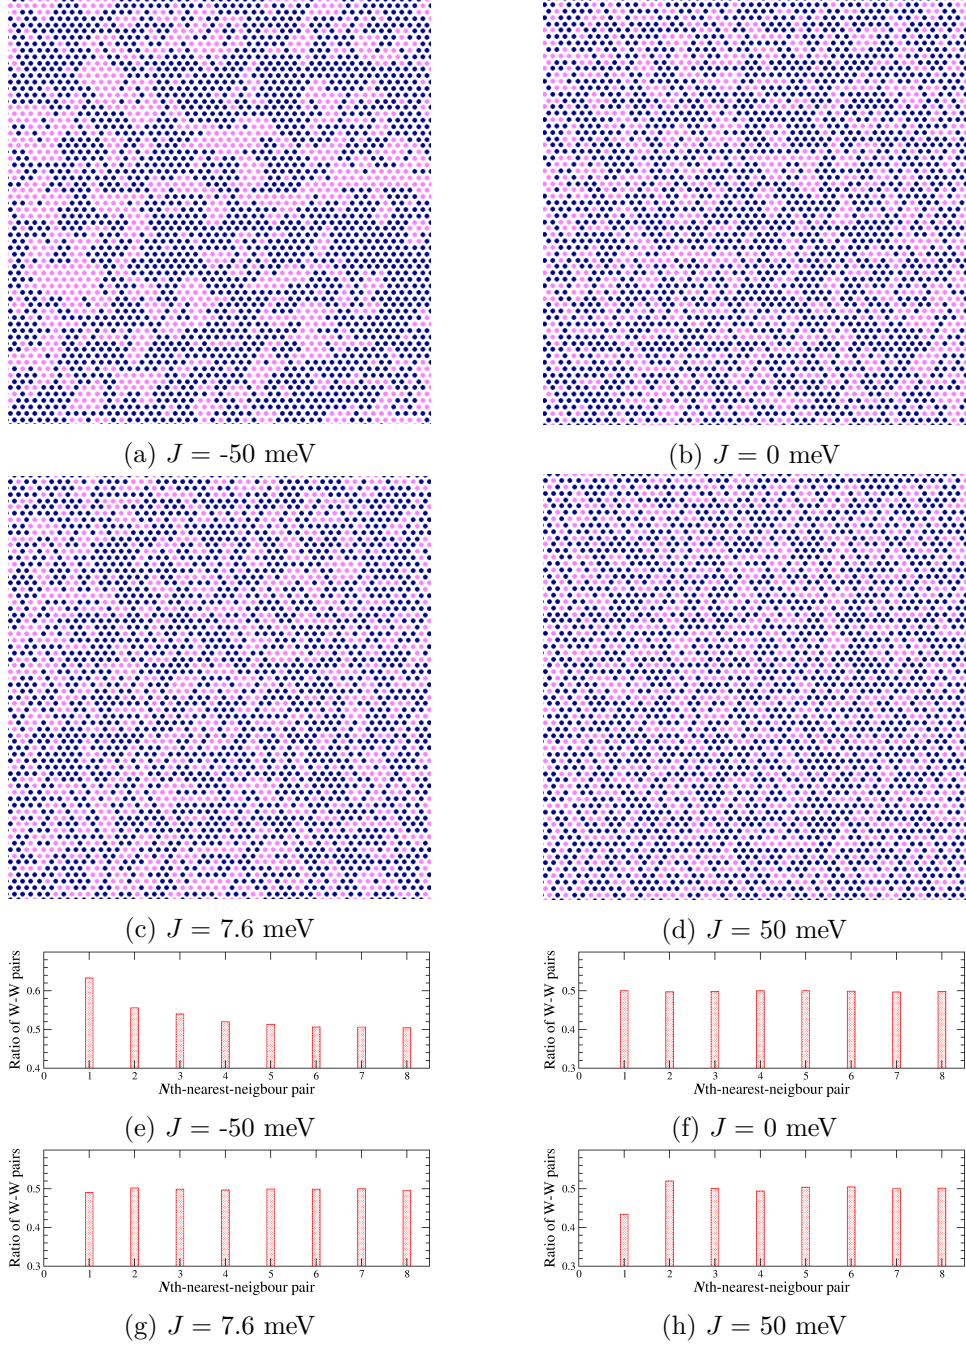 (a) J = -50 meV
(b) J = 0 meV
(c) J = 7.6 meV
(d) J = 50 meV
Ratio of W-W pairs
0.6
0.5
0.4
0 1 2 3 4 5 6 7 8
Nth-nearest-neigbour pair
(e) J = -50 meV
Ratio of W-W pairs
0.5
0.4
0.3
0 1 2 3 4 5 6 7 8
Nth-nearest-neigbour pair
(f) J = 0 meV
Ratio of W-W pairs
0.5
0.4
0.3
0 1 2 3 4 5 6 7 8
Nth-nearest-neigbour pair
(g) J = 7.6 meV
Ratio of W-W pairs
0.5
0.4
0.3
0 1 2 3 4 5 6 7 8
Nth-nearest-neigbour pair
(h) J = 50 meV